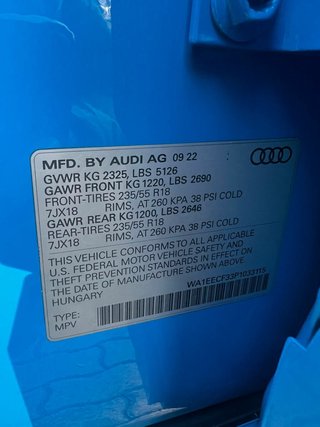 MFD. BY AUDI AG 09 22 :
GVWR KG 2325, LBS 5126
GAWR FRONT KG 1220, LBS 2690
FRONT-TIRES 235/55 R18
7JX18 RIMS, AT 260 KPA 38 PSI COLD
GAWR REAR KG 1200, LBS 2646
REAR-TIRES 235/55 R18
7JX18 RIMS, AT 260 KPA 38 PSI COLD
THIS VEHICLE CONFORMS TO ALL APPLICABLE
U.S. FEDERAL MOTOR VEHICLE SAFETY AND
THEFT PREVENTION STANDARDS IN EFFECT ON
THE DATE OF MANUFACTURE SHOWN ABOVE
HUNGARY
WA1EECF33P1033115
TYPE:
MPV